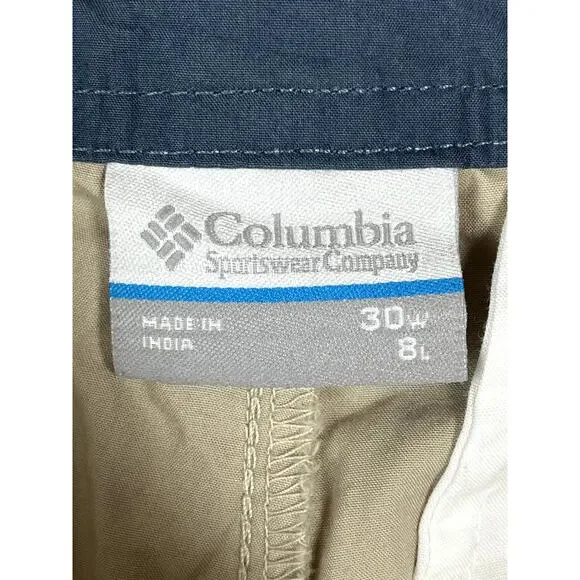 Columbia
Sportswear Company
MADE IN
INDIA
30W
8L